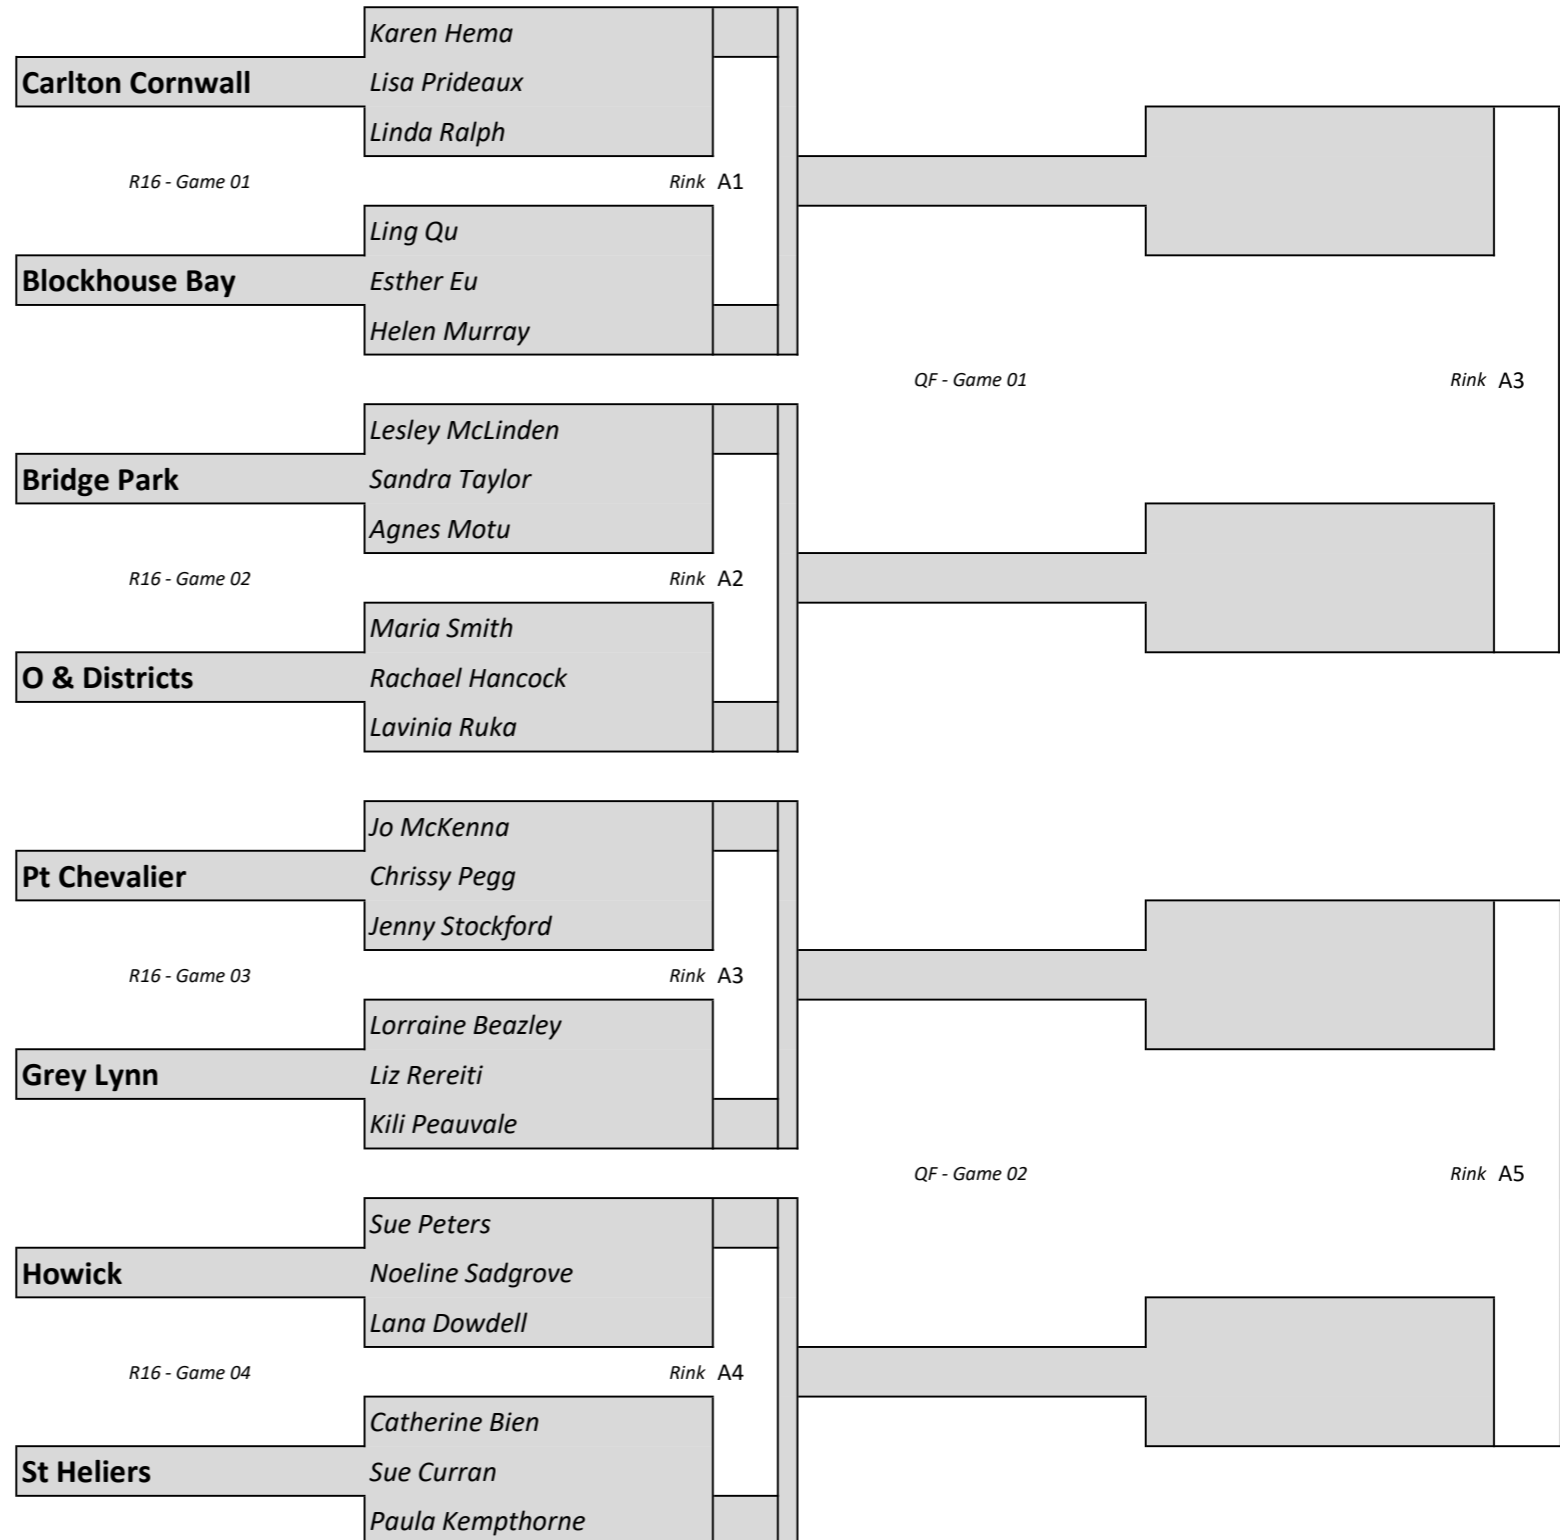 Karen Hema
Carlton Cornwall Lisa Prideaux
Linda Ralph
R16 - Game 01 Rink A1
Ling Qu
Blockhouse Bay Esther Eu
Helen Murray
QF - Game 01 Rink A3
Lesley McLinden
Bridge Park Sandra Taylor
Agnes Motu
R16 - Game 02 Rink A2
Maria Smith
O & Districts Rachael Hancock
Lavinia Ruka
Jo McKenna
Pt Chevalier Chrissy Pegg
Jenny Stockford
R16 - Game 03 Rink A3
Lorraine Beazley
Grey Lynn Liz Rereiti
Kili Peauvale
QF - Game 02 Rink A5
Sue Peters
Howick Noeline Sadgrove
Lana Dowdell
R16 - Game 04 Rink A4
Catherine Bien
St Heliers Sue Curran
Paula Kempthorne